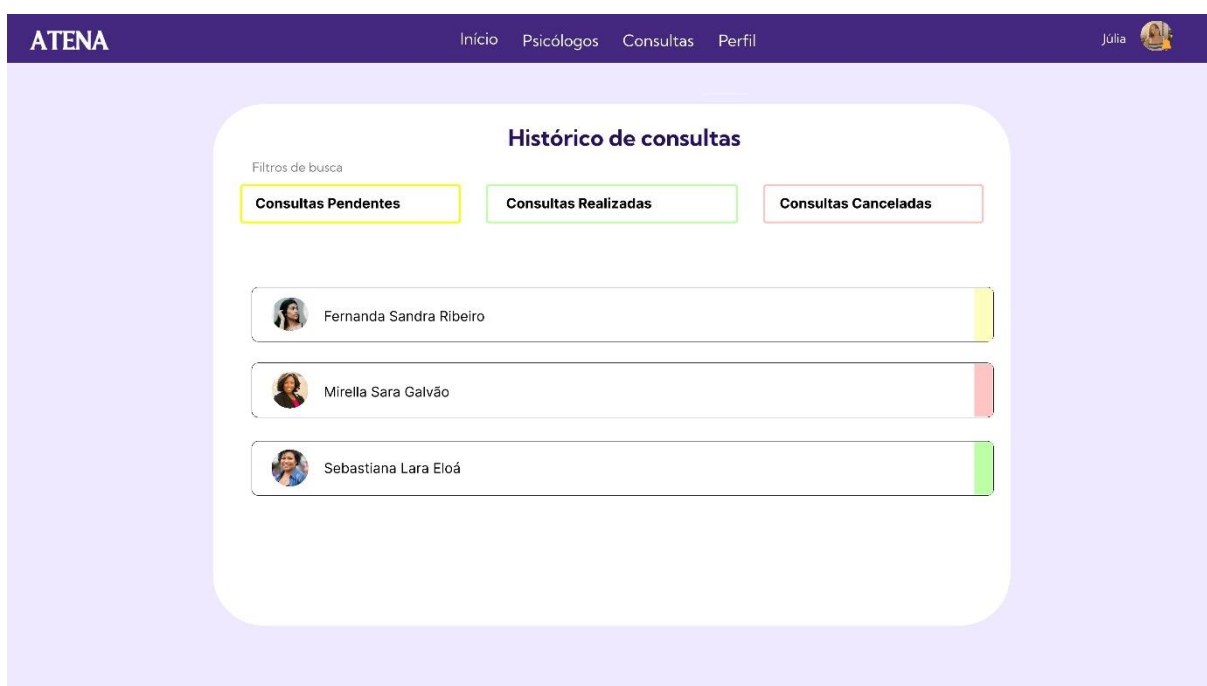 ATENA
Início Psicólogos Consultas Perfil
Júlia
Histórico de consultas
Filtros de busca
Consultas Pendentes
Consultas Realizadas
Consultas Canceladas
Fernanda Sandra Ribeiro
Mirella Sara Galvão
Sebastiana Lara Eloá